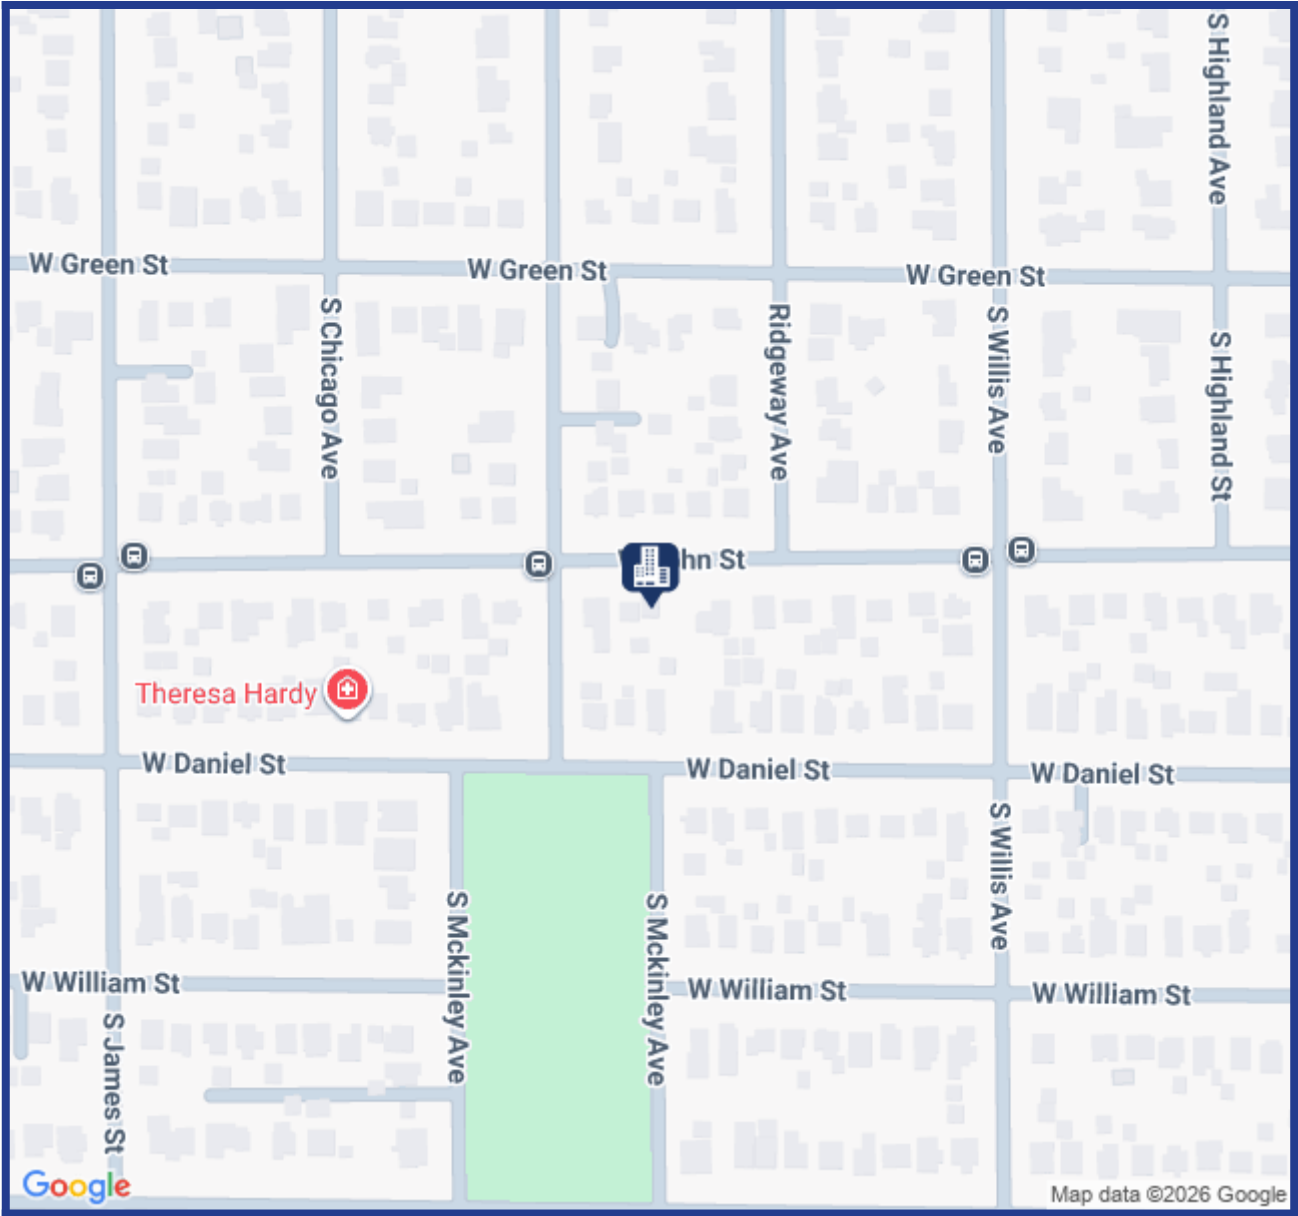 S Highland Ave
W Green St
W Green St
W Green St
S Chicago Ave
Ridgeway Ave
S Willis Ave
S Highland St
St
Theresa Hardy
W Daniel St
W Daniel St
W Daniel St
S Willis Ave
S Mckinley Ave
S Mckinley Ave
W William St
W William St
W William St
S James St
Google
Map data ©2026 Google